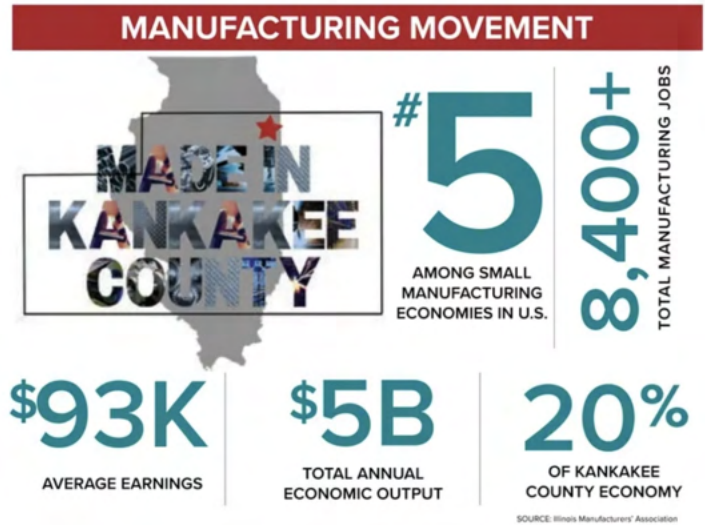 MANUFACTURING MOVEMENT
MADE IN
KANKAKEE
COUNTY
#5
AMONG SMALL
MANUFACTURING
ECONOMIES IN U.S.
8,400+
TOTAL MANUFACTURING JOBS
$93K
AVERAGE EARNINGS
$5B
TOTAL ANNUAL
ECONOMIC OUTPUT
20%
OF KANKAKEE
COUNTY ECONOMY
SOURCE: Illinois Manufacturers' Association